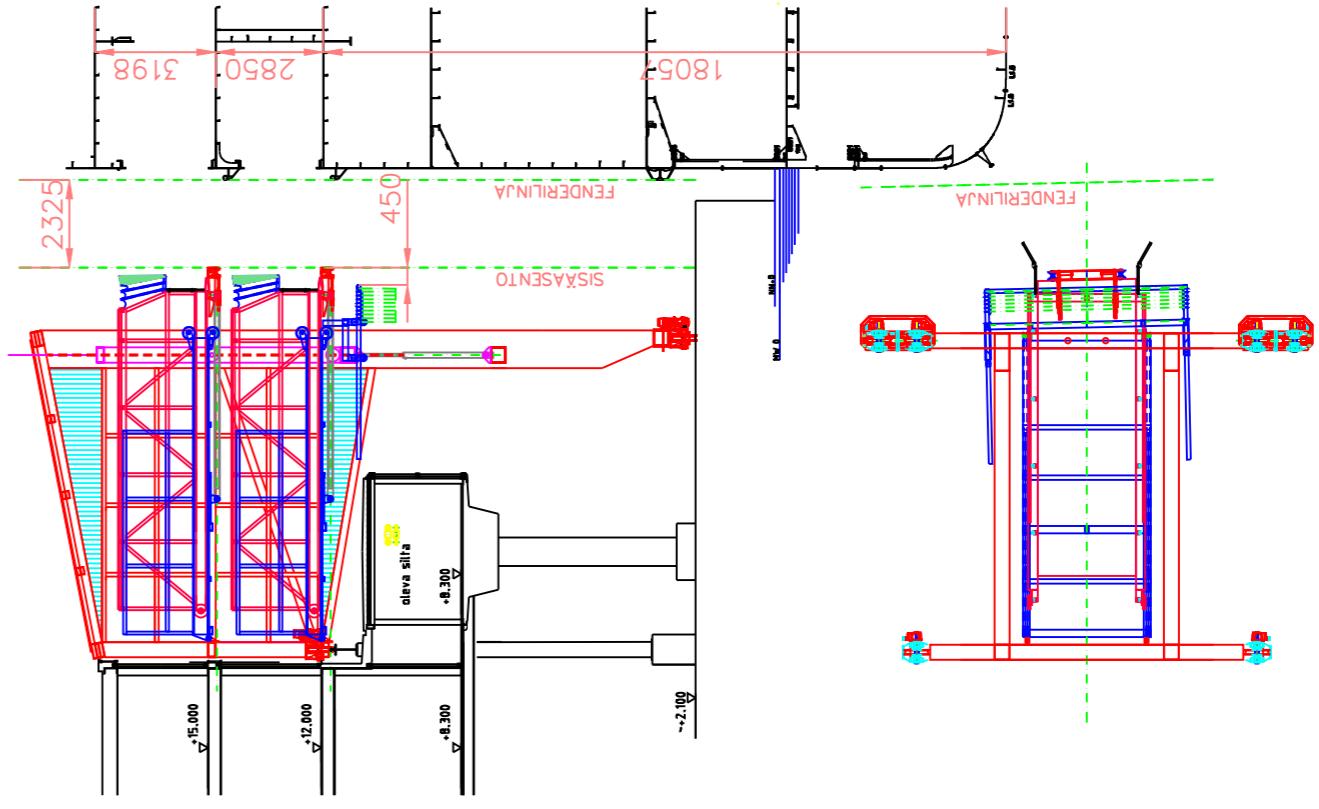 3198
2850
18057
2325
450
FENDERILINJA
FENDERILINJA
SISÄASENTO
oleva silta
+8.300
+15.000
+12.000
+8.300
+2.100